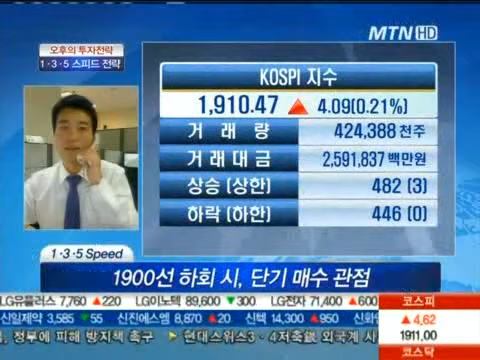 오후의 투자전략
1·3·5 스피드 전략
MTN HD
KOSPI 지수
1,910.47 ▲ 4.09(0.21%)
거래량 424,388 천주
거래대금 2,591,837 백만원
상승(상한) 482 (3)
하락(하한) 446 (0)
1·3·5 Speed
1900선 하회 시, 단기 매수 관점
LG유플러스 7,760 ▲220 LG이노텍 89,600 ▼300 LG전자 71,400 ▲600
신일제약 3,585 ▼55 신진에스엠 8,870 ▲20 신텍 14,300 ▲950
정부에 피해 방지책 촉구 > 현대스위스3·4저축銀 외국계
코스피
▲4.62
1911.00
코스닥